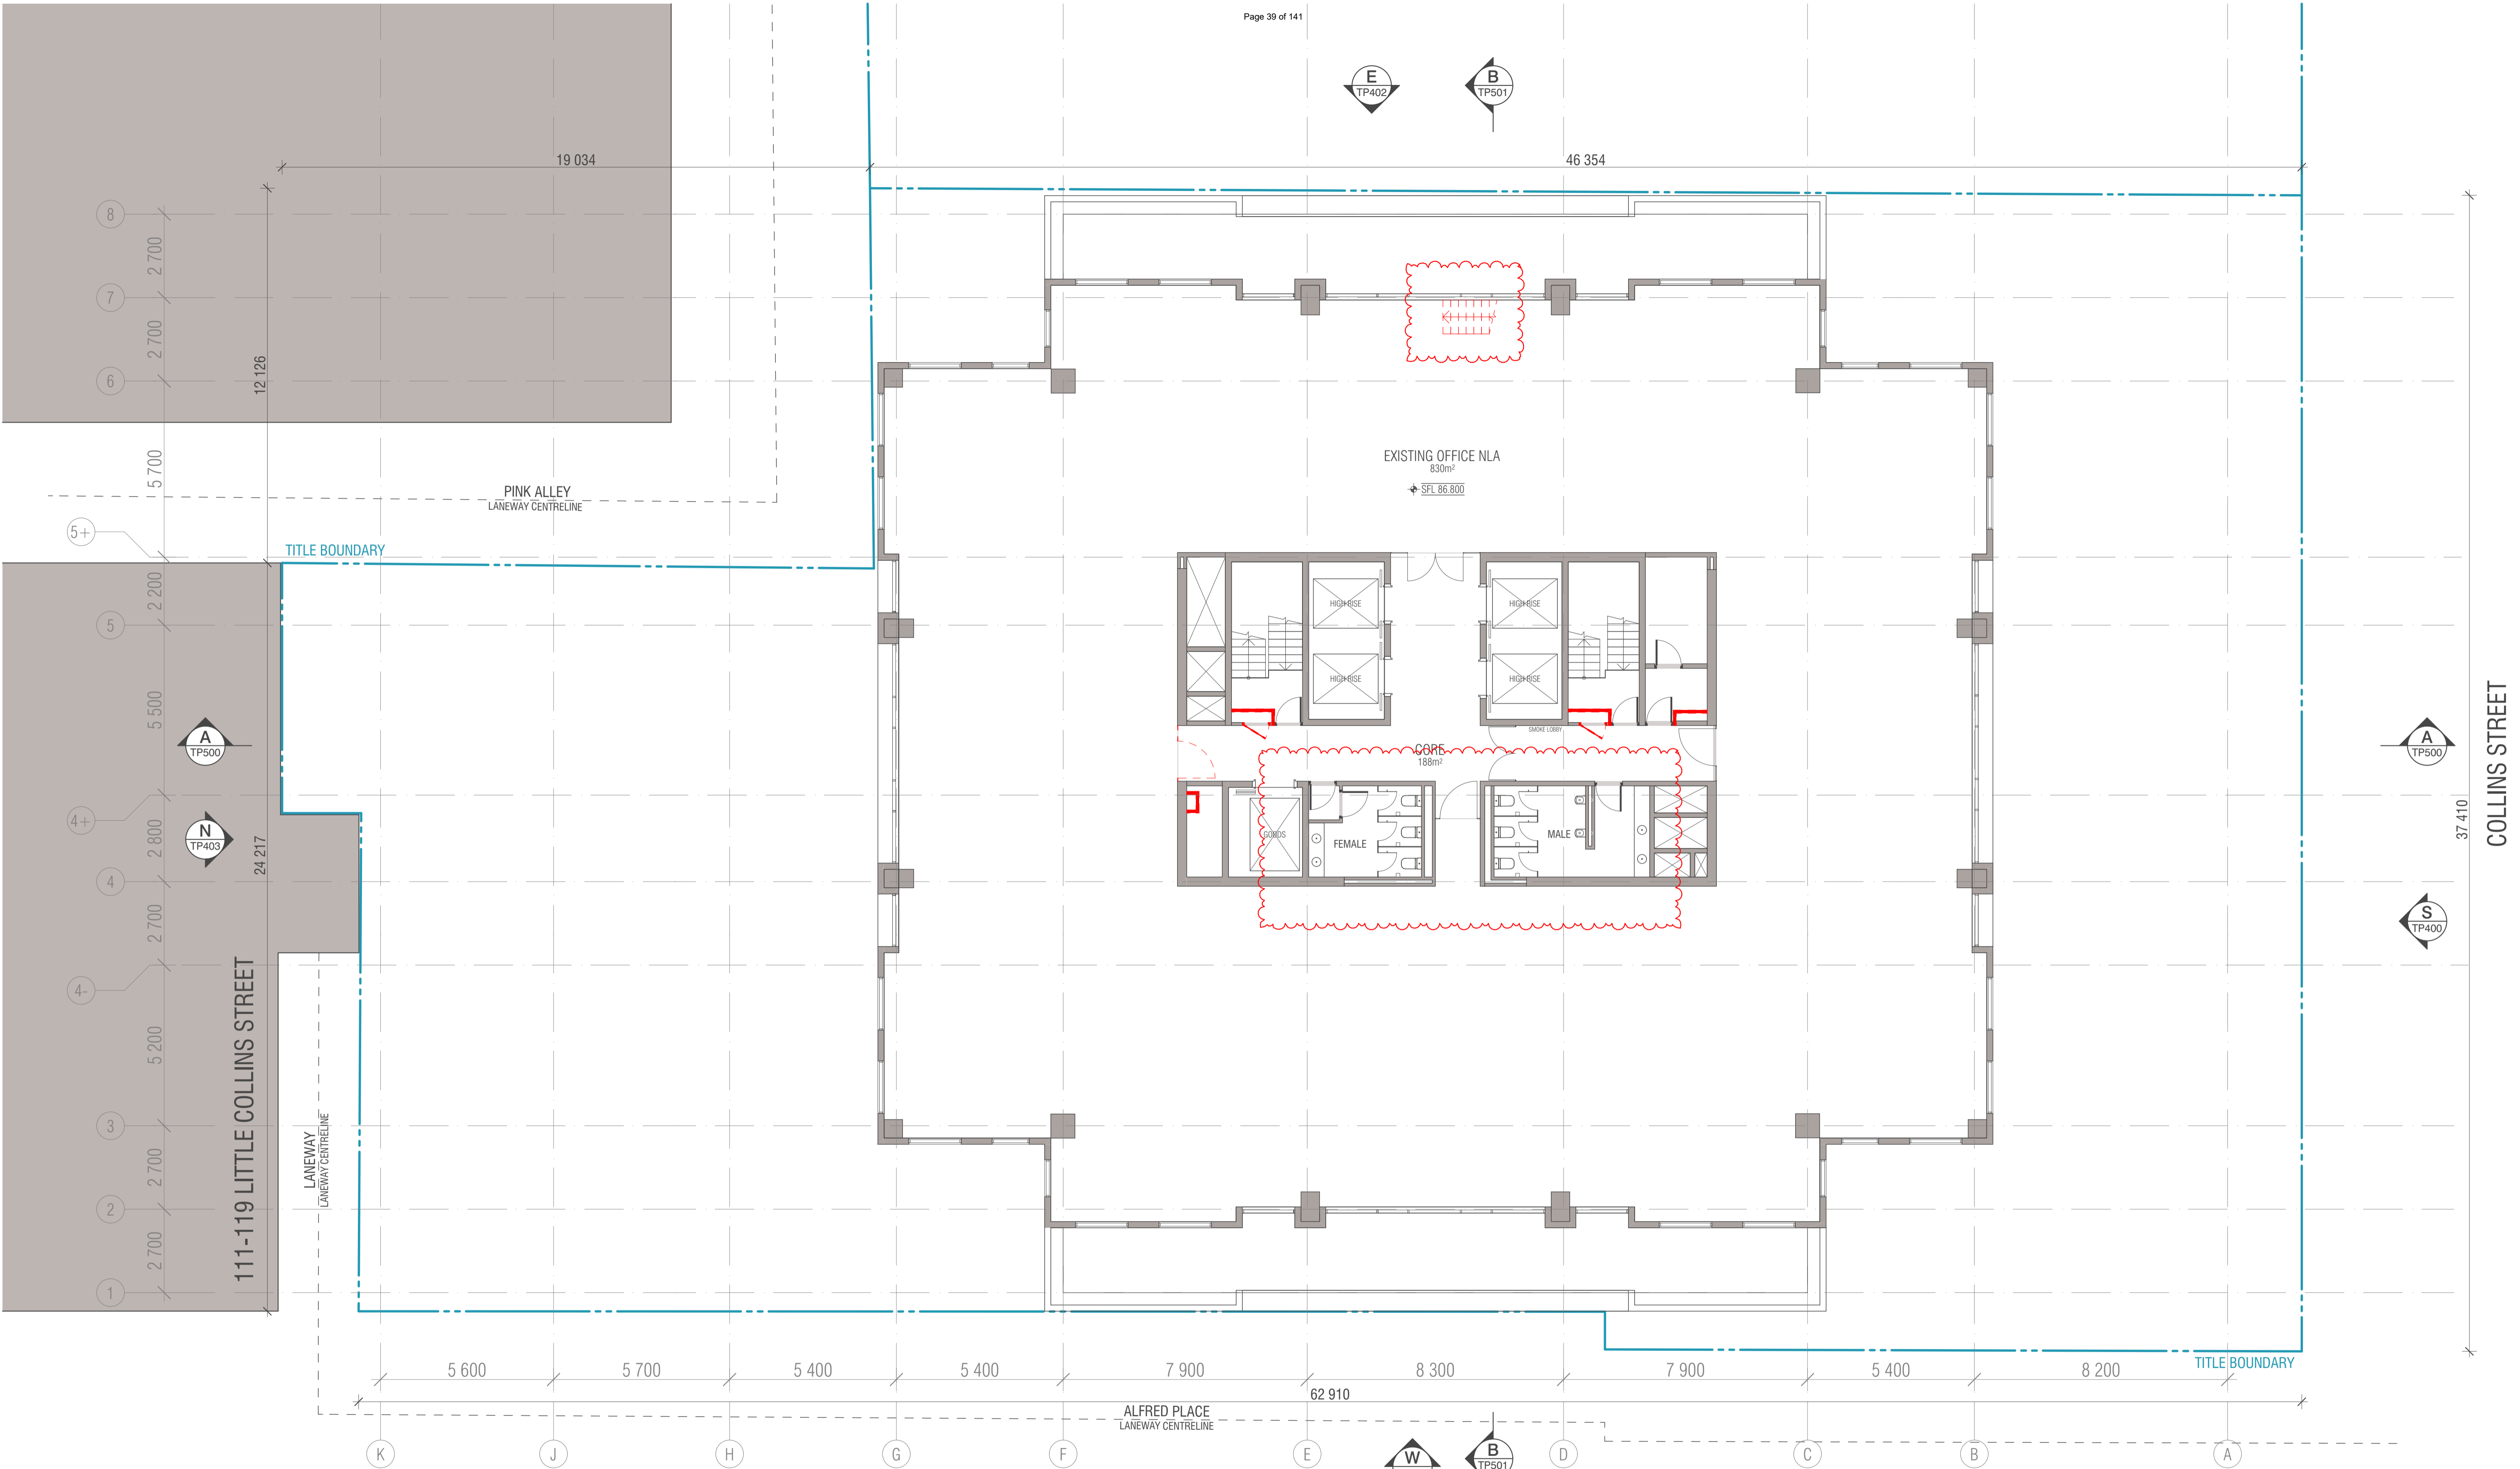 Page 39 of 141
E
TP402
B
TP501
19 034
46 354
8
2 700
7
2 700
12 126
6
5 700
EXISTING OFFICE NLA
830m²
SFL 86.800
PINK ALLEY
LANEWAY CENTRELINE
5+
TITLE BOUNDARY
2 200
5
HIGH RISE
HIGH RISE
HIGH RISE
HIGH RISE
5 500
A
TP500
SMOKE LOBBY
CORE
188m²
A
TP500
COLLINS STREET
4+
2 800
N
TP403
24 217
GOODS
FEMALE
MALE
37 410
4
2 700
S
TP400
4-
5 200
111-119 LITTLE COLLINS STREET
3
LANEWAY
LANEWAY CENTRELINE
2 700
2
2 700
1
TITLE BOUNDARY
5 600
5 700
5 400
5 400
7 900
8 300
7 900
5 400
8 200
62 910
ALFRED PLACE
LANEWAY CENTRELINE
K
J
H
G
F
E
W
B
TP501
D
C
B
A